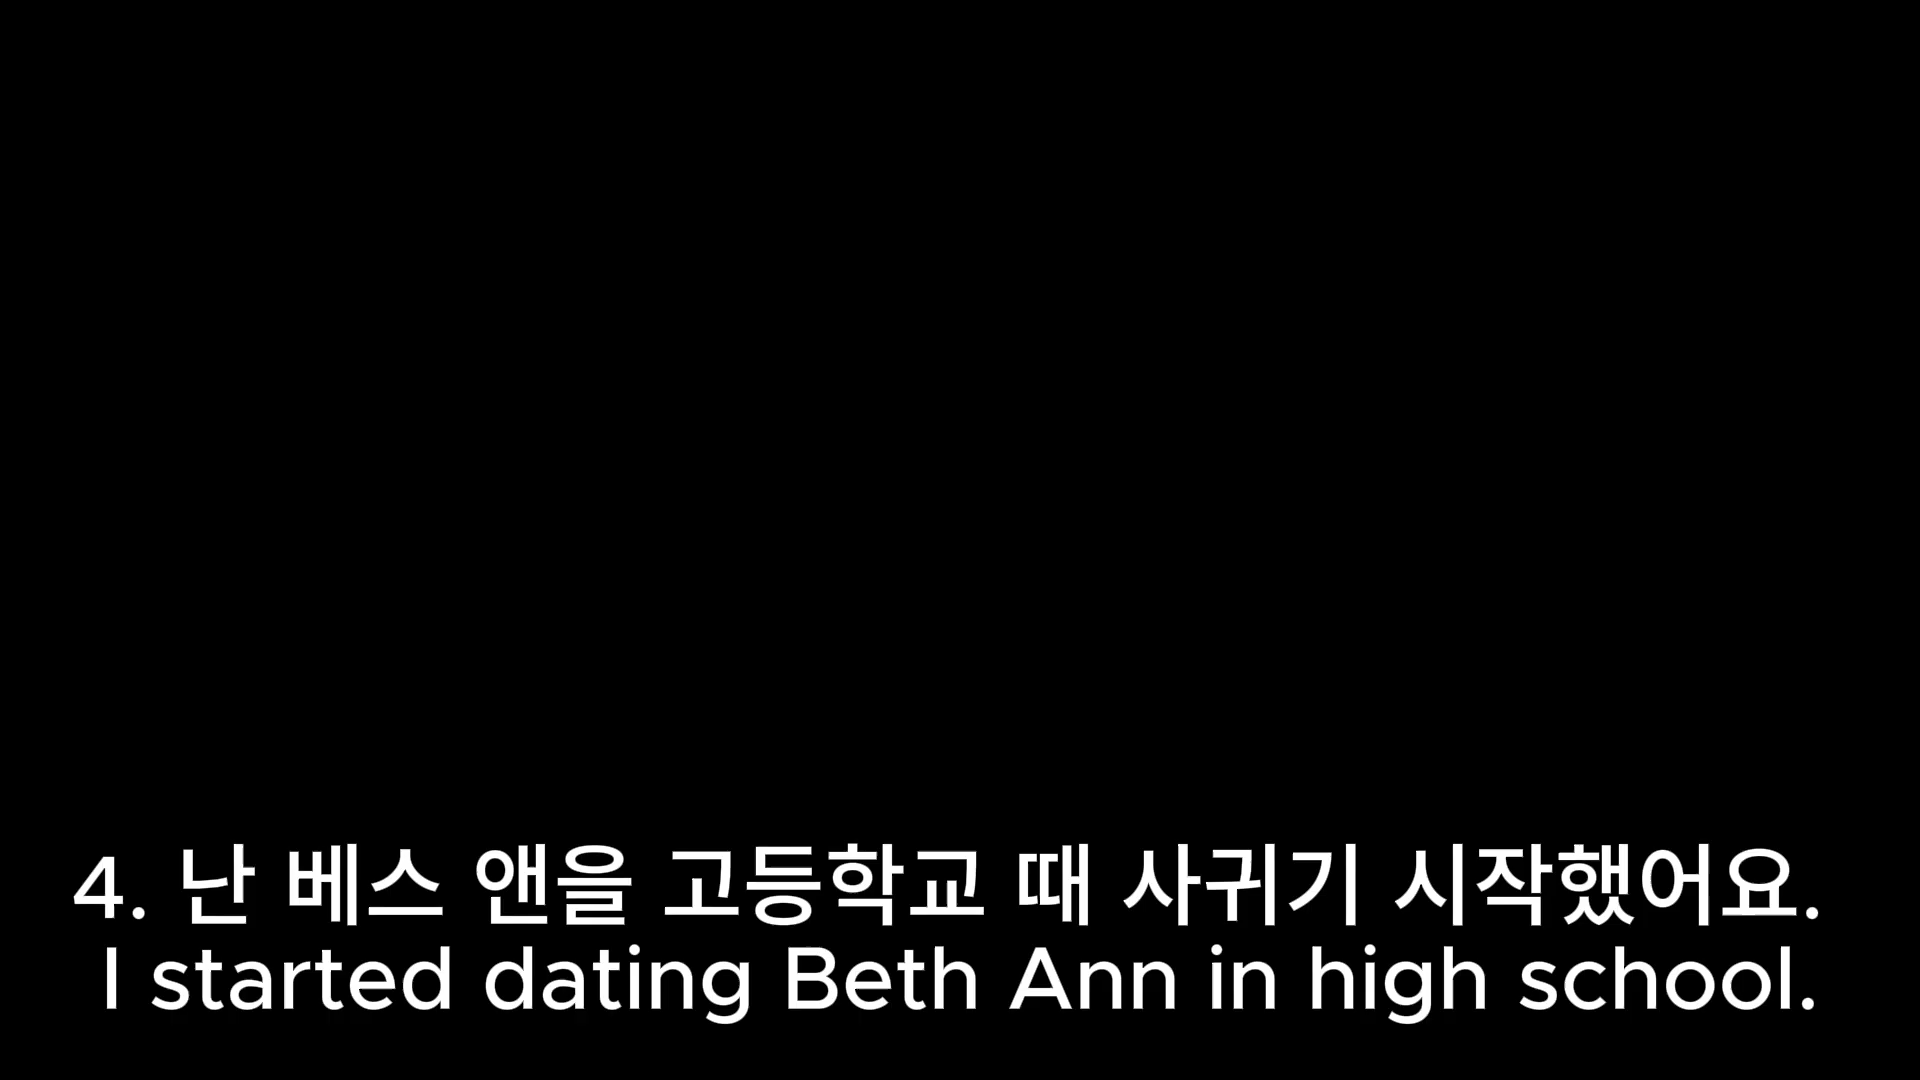 4. 난 베스 앤을 고등학교 때 사귀기 시작했어요.
I started dating Beth Ann in high school.